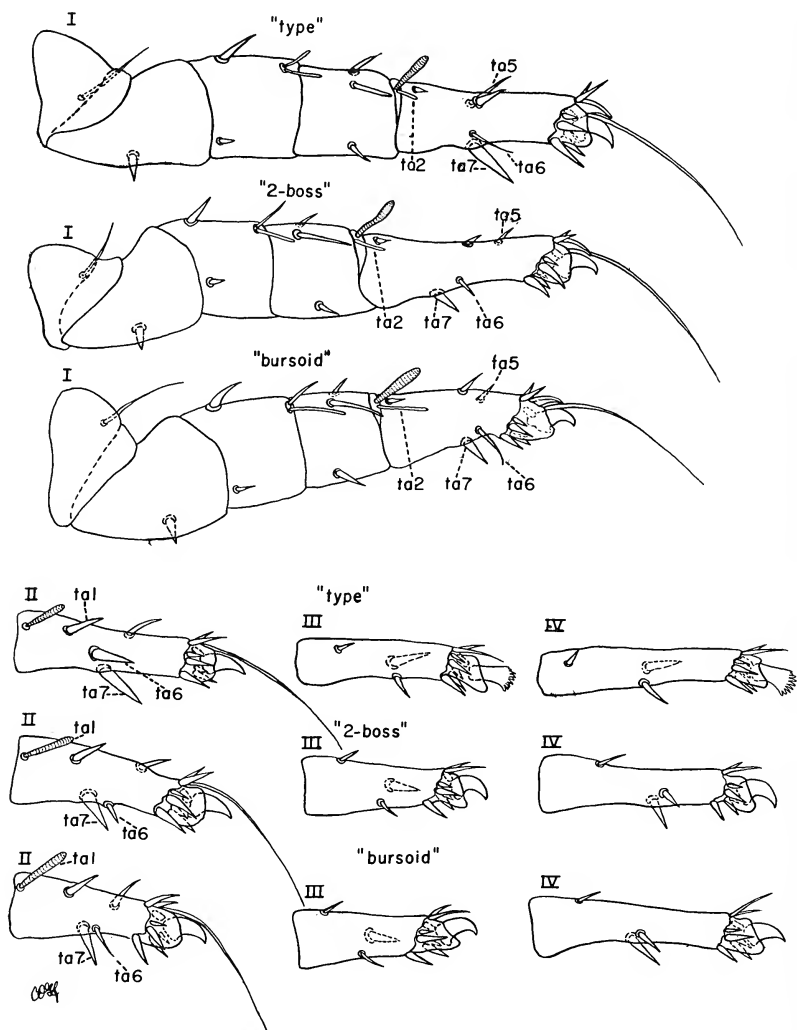 I
"type"
ta5
ta2
ta7
ta6
I
"2-boss"
ta5
ta2
ta7
ta6
I
"bursoid"
ta5
ta2
ta7
ta6
"type"
II
ta1
III
IV
ta7
ta6
"2-boss"
II
ta1
III
IV
ta7
ta6
"bursoid"
II
ta1
III
IV
ta7
ta6